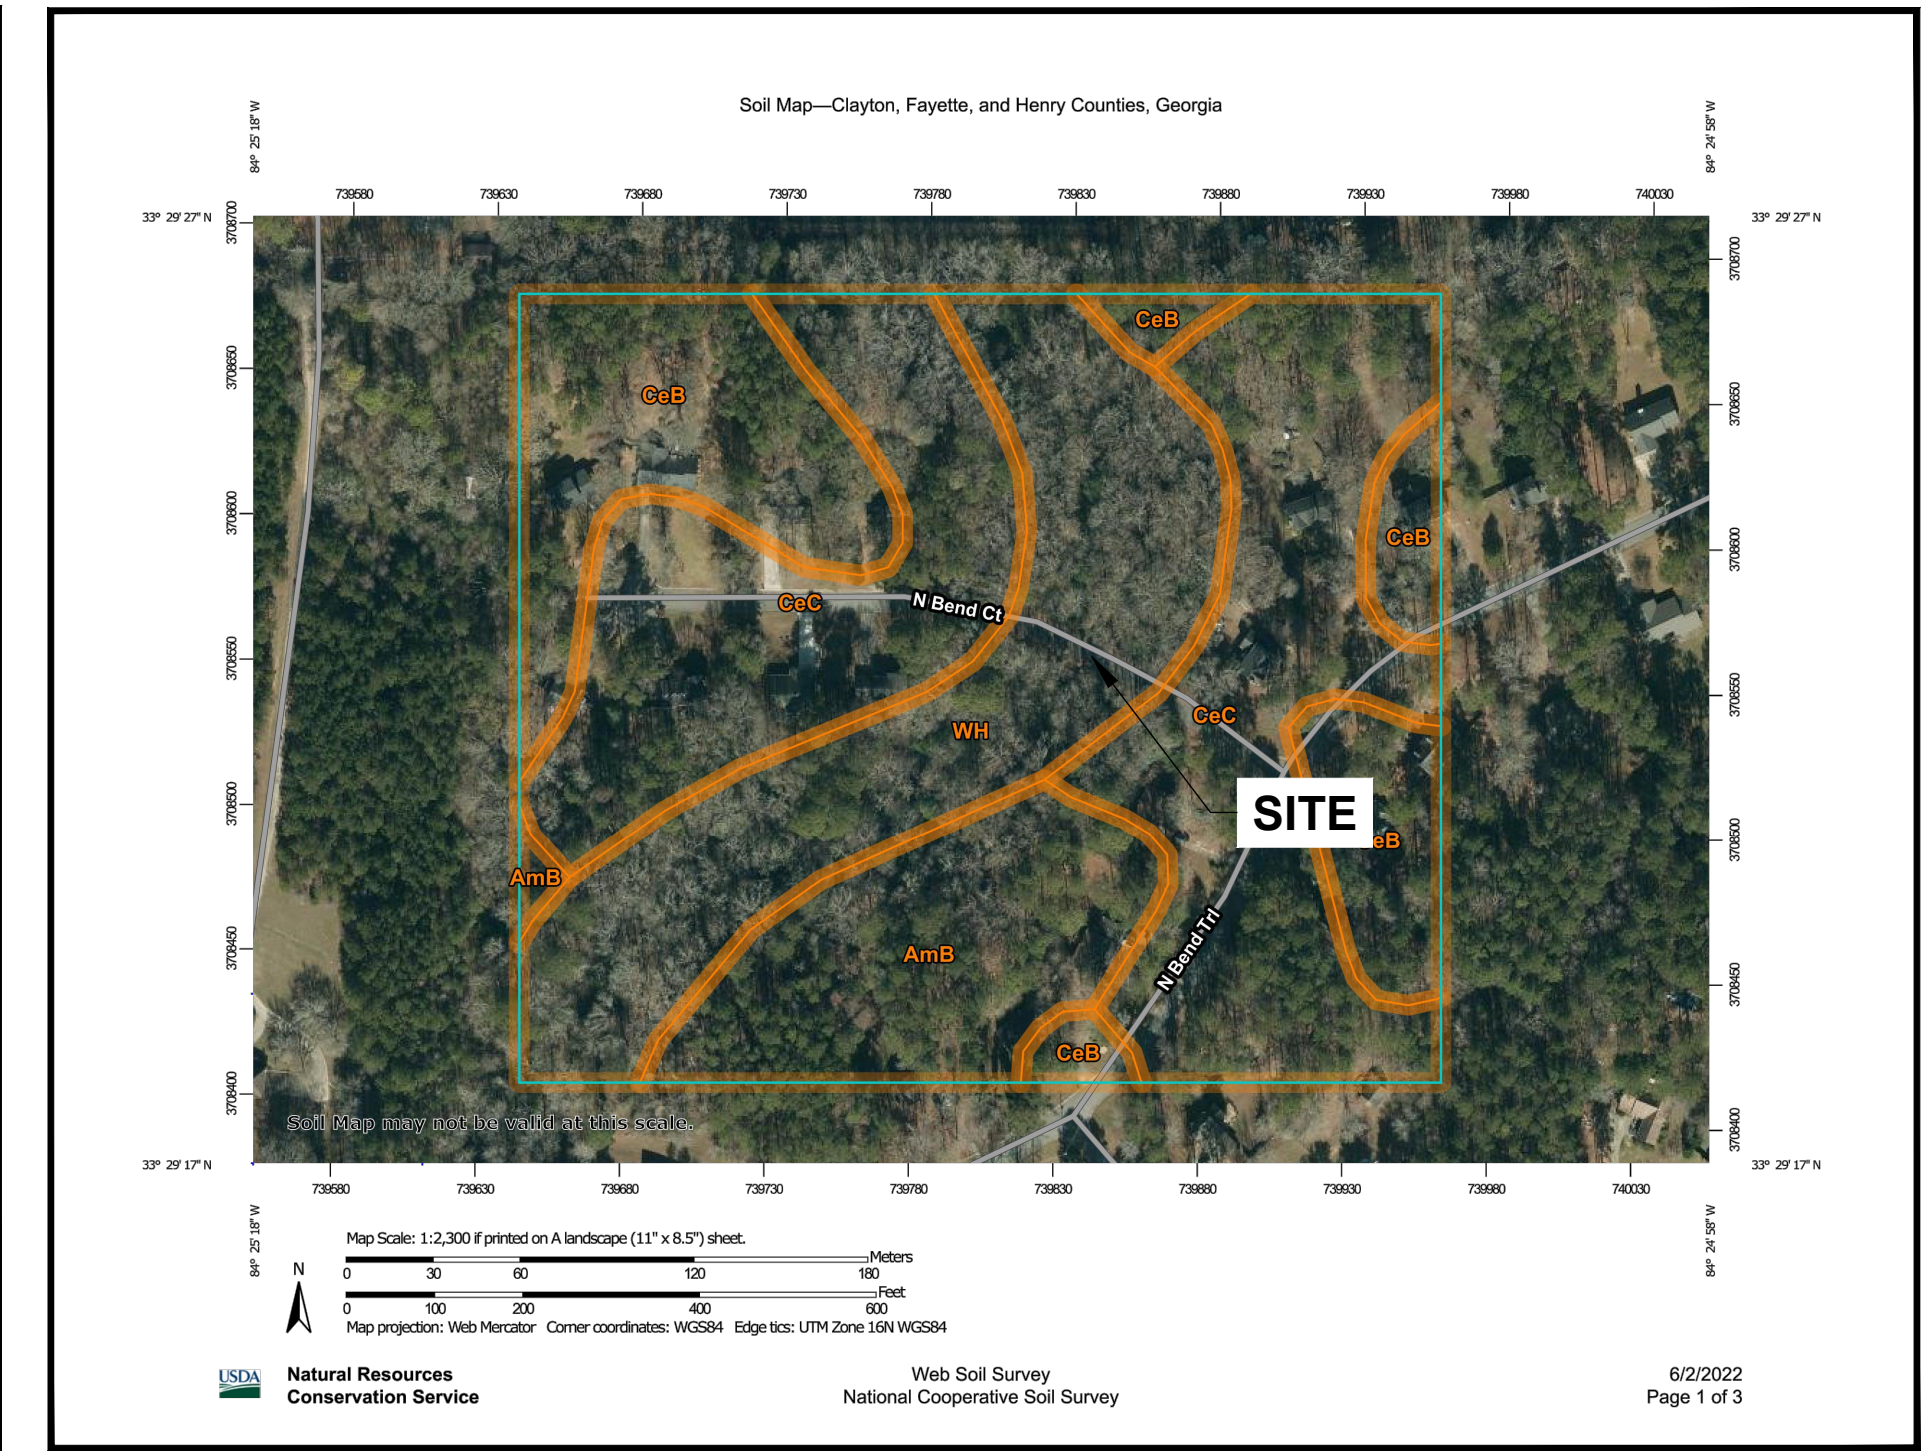 Soil Map—Clayton, Fayette, and Henry Counties, Georgia
84° 25' 18" W
84° 24' 58" W
739580 739630 739680 739730 739780 739830 739880 739930 739980 740030
33° 29' 27" N
33° 29' 27" N
3708700
3708700
CeB
3708650
CeB
3708650
3708600
CeB
3708600
CeC
N Bend Ct
3708550
WH
CeC
3708550
3708500
SITE
eB
3708500
AmB
3708450
AmB
N Bend Trl
3708450
CeB
3708400
3708400
Soil Map may not be valid at this scale.
33° 29' 17" N
33° 29' 17" N
739580 739630 739680 739730 739780 739830 739880 739930 739980 740030
84° 25' 18" W
84° 24' 58" W
Map Scale: 1:2,300 if printed on A landscape (11" x 8.5") sheet.
N
Meters
0 30 60 120 180
Feet
0 100 200 400 600
Map projection: Web Mercator Corner coordinates: WGS84 Edge tics: UTM Zone 16N WGS84
USDA
Natural Resources
Conservation Service
Web Soil Survey
National Cooperative Soil Survey
6/2/2022
Page 1 of 3